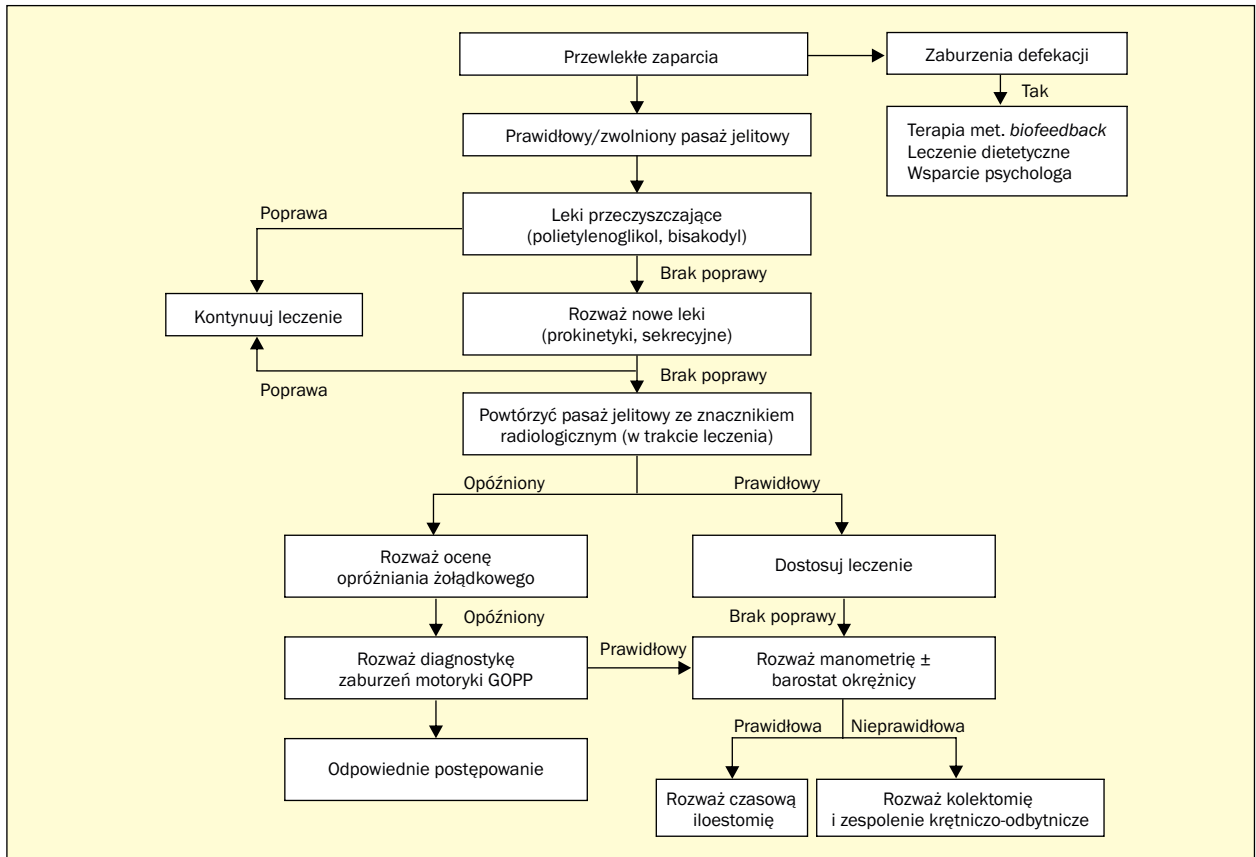 Przewlekłe zaparcia
Zaburzenia defekacji
Tak
Prawidłowy/zwolniony pasaż jelitowy
Terapia met. biofeedback
Leczenie dietetyczne
Wsparcie psychologa
Poprawa
Leki przeczyszczające
(polietylenoglikol, bisakodyl)
Brak poprawy
Kontynuuj leczenie
Rozważ nowe leki
(prokinetyki, sekrecyjne)
Poprawa
Brak poprawy
Powtórzyć pasaż jelitowy ze znacznikiem
radiologicznym (w trakcie leczenia)
Opóźniony
Prawidłowy
Rozważ ocenę
opróżniania żołądkowego
Dostosuj leczenie
Opóźniony
Brak poprawy
Rozważ diagnostykę
zaburzeń motoryki GOPP
Prawidłowy
Rozważ manometrię ±
barostat okrężnicy
Prawidłowa
Nieprawidłowa
Odpowiednie postępowanie
Rozważ czasową
iloestomię
Rozważ kolektomię
i zespolenie krętniczo-odbytnicze